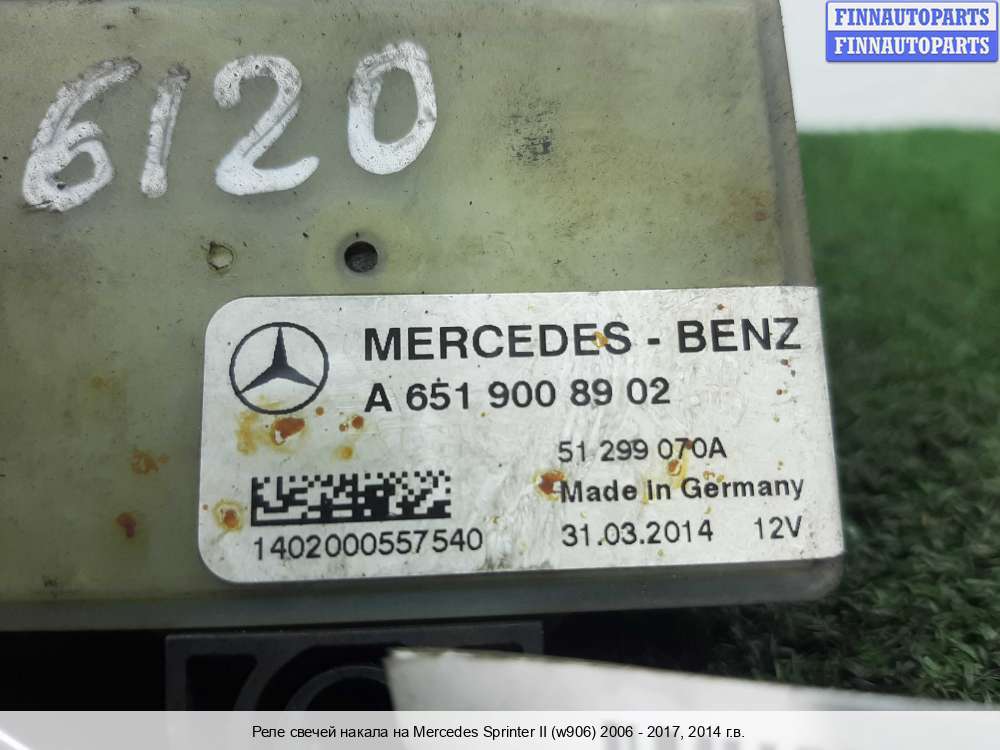 FINNAUTOPARTS
FINNAUTOPARTS
6120
MERCEDES - BENZ
A 651 900 89 02
51 299 070A
Made in Germany
1402000557540
31.03.2014 12V
Реле свечей накала на Mercedes Sprinter II (w906) 2006 - 2017, 2014 г.в.